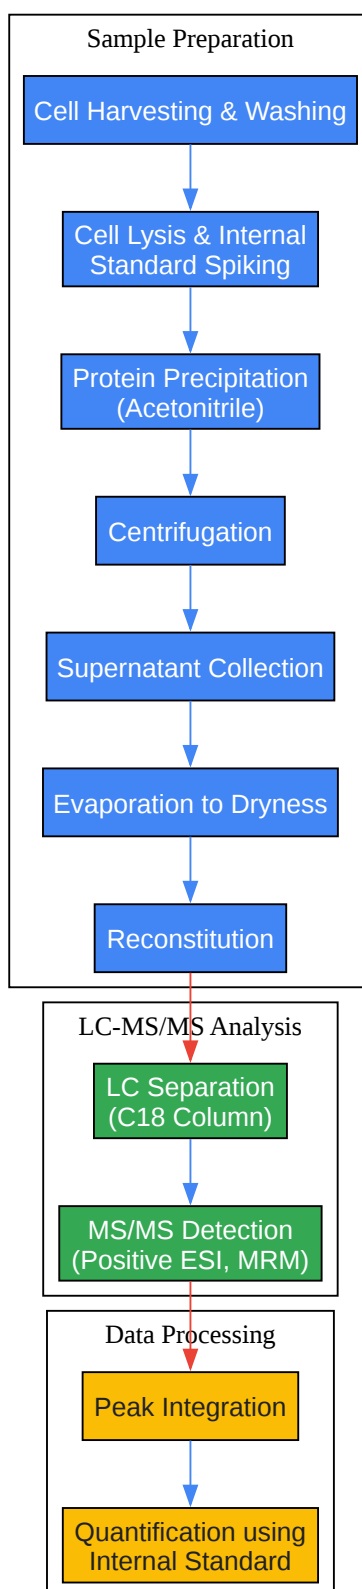 Sample Preparation
Cell Harvesting & Washing
Cell Lysis & Internal
Standard Spiking
Protein Precipitation
(Acetonitrile)
Centrifugation
Supernatant Collection
Evaporation to Dryness
Reconstitution
LC-MS/MS Analysis
LC Separation
(C18 Column)
MS/MS Detection
(Positive ESI, MRM)
Data Processing
Peak Integration
Quantification using
Internal Standard